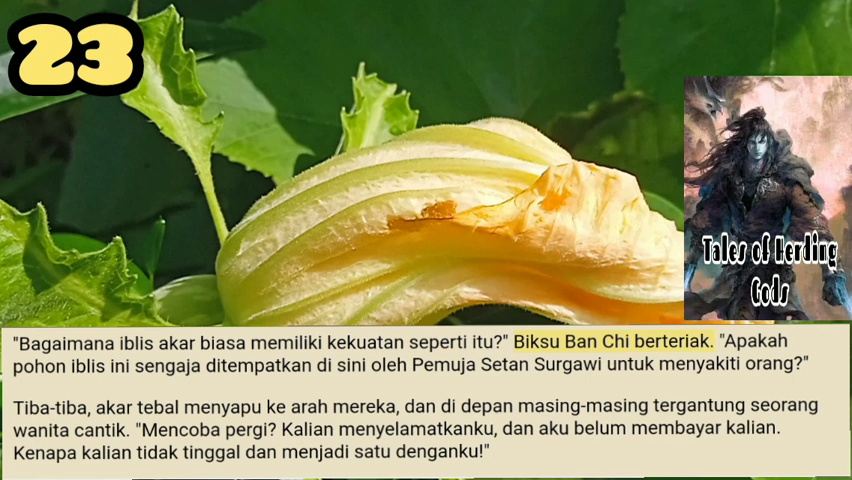 23
Tales of Herding
Gods
"Bagaimana iblis akar biasa memiliki kekuatan seperti itu?" Biksu Ban Chi berteriak. "Apakah
pohon iblis ini sengaja ditempatkan di sini oleh Pemuja Setan Surgawi untuk menyakiti orang?"
Tiba-tiba, akar tebal menyapu ke arah mereka, dan di depan masing-masing tergantung seorang
wanita cantik. "Mencoba pergi? Kalian menyelamatkanku, dan aku belum membayar kalian.
Kenapa kalian tidak tinggal dan menjadi satu denganku!"